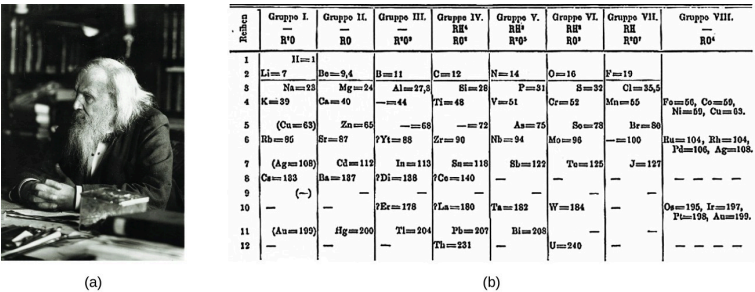 Reihen
Gruppe I. — R²O
Gruppe II. — RO
Gruppe III. — R²O³
Gruppe IV. RH⁴ RO²
Gruppe V. RH³ R²O⁵
Gruppe VI. RH² RO³
Gruppe VII. RH R²O⁷
Gruppe VIII. — RO⁴
1 H=1
2 Li=7 Be=9,4 B=11 C=12 N=14 O=16 F=19
3 Na=23 Mg=24 Al=27,3 Si=28 P=31 S=32 Cl=35,5
4 K=39 Ca=40 —=44 Ti=48 V=51 Cr=52 Mn=55 Fo=56, Co=59,
Ni=59, Cu=63.
5 (Cu=63) Zn=65 —=68 —=72 As=75 So=78 Br=80
6 Rb=85 Sr=87 ?Yt=88 Zr=90 Nb=94 Mo=96 —=100 Ru=104, Rh=104,
Pd=106, Ag=108.
7 (Ag=108) Cd=112 In=113 Sn=118 Sb=122 To=125 J=127
8 Cs=133 Ba=137 ?Di=138 ?Co=140 — — — — — — —
9 (—) — — — — — —
10 — — ?Er=178 ?La=180 Ta=182 W=184 — Os=195, Ir=197,
Pt=198, Au=199.
11 (Au=199) Hg=200 Tl=204 Pb=207 Bi=208 — —
12 — — — Th=231 — U=240 — — — — —
(a)
(b)